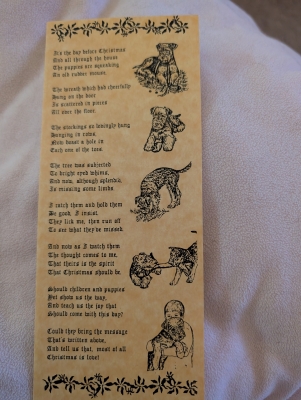 Tis the day before Christmas
And all through the house
The puppies are squeaking
An old rubber mouse.
The wreath which had cheerfully
Hung on the door
Is scattered in pieces
All over the floor.
The stockings so lovingly hung
Hanging in rows
Now boast a hole in
Each one of the toes.
The tree was subjected
To bright eyed whims,
And now, although splendid,
Is missing some limbs.
I catch them and hold them
Be good. I insist.
They lick me, then run off
To see what they've missed.
And now as I watch them
The thought comes to me,
That theirs is the spirit
That Christmas should be.
Should children and puppies
Yet show us the way,
And teach us the joy that
Should come with this day?
Could they bring the message
That's written above,
And tell us that, most of all
Christmas is love!